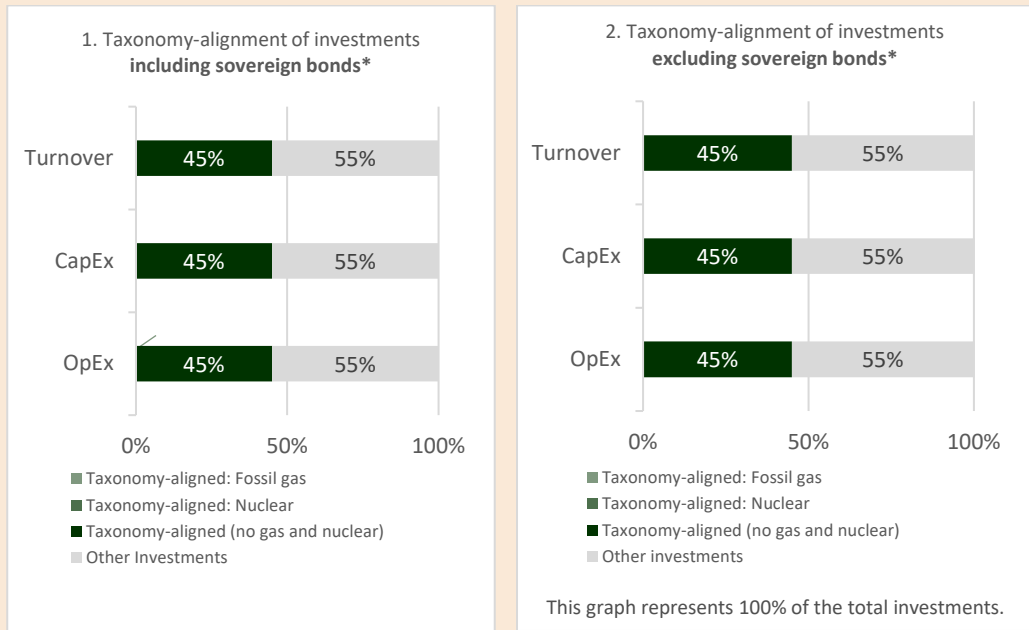 1. Taxonomy-alignment of investments
including sovereign bonds*
Turnover
45%
55%
CapEx
45%
55%
OpEx
45%
55%
0%
50%
100%
Taxonomy-aligned: Fossil gas
Taxonomy-aligned: Nuclear
Taxonomy-aligned (no gas and nuclear)
Other Investments
2. Taxonomy-alignment of investments
excluding sovereign bonds*
Turnover
45%
55%
CapEx
45%
55%
OpEx
45%
55%
0%
50%
100%
Taxonomy-aligned: Fossil gas
Taxonomy-aligned: Nuclear
Taxonomy-aligned (no gas and nuclear)
Other investments
This graph represents 100% of the total investments.